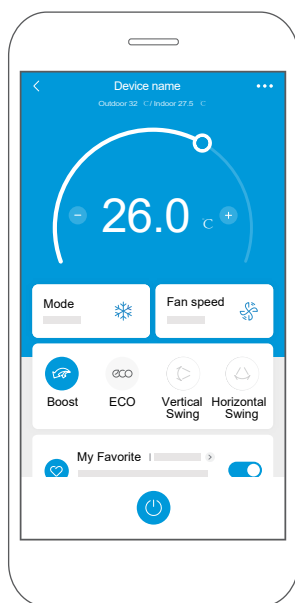 Device name
Outdoor 32 ℃/ Indoor 27.5 ℃
26.0 ℃
Mode
Fan speed
eco
Boost
ECO
Vertical Swing
Horizontal Swing
My Favorite